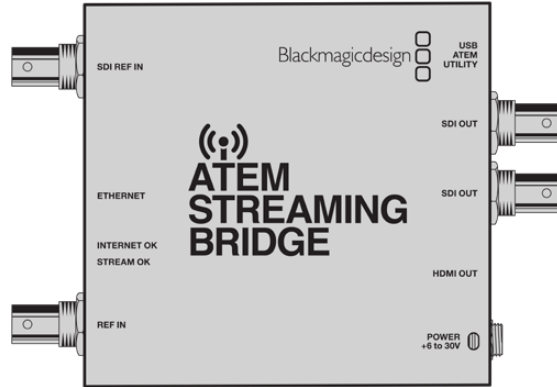 SDI REF IN
ETHERNET
INTERNET OK
STREAM OK
REF IN
Blackmagicdesign
ATEM
STREAMING
BRIDGE
USB
ATEM
UTILITY
SDI OUT
SDI OUT
HDMI OUT
POWER
+6 to 30V